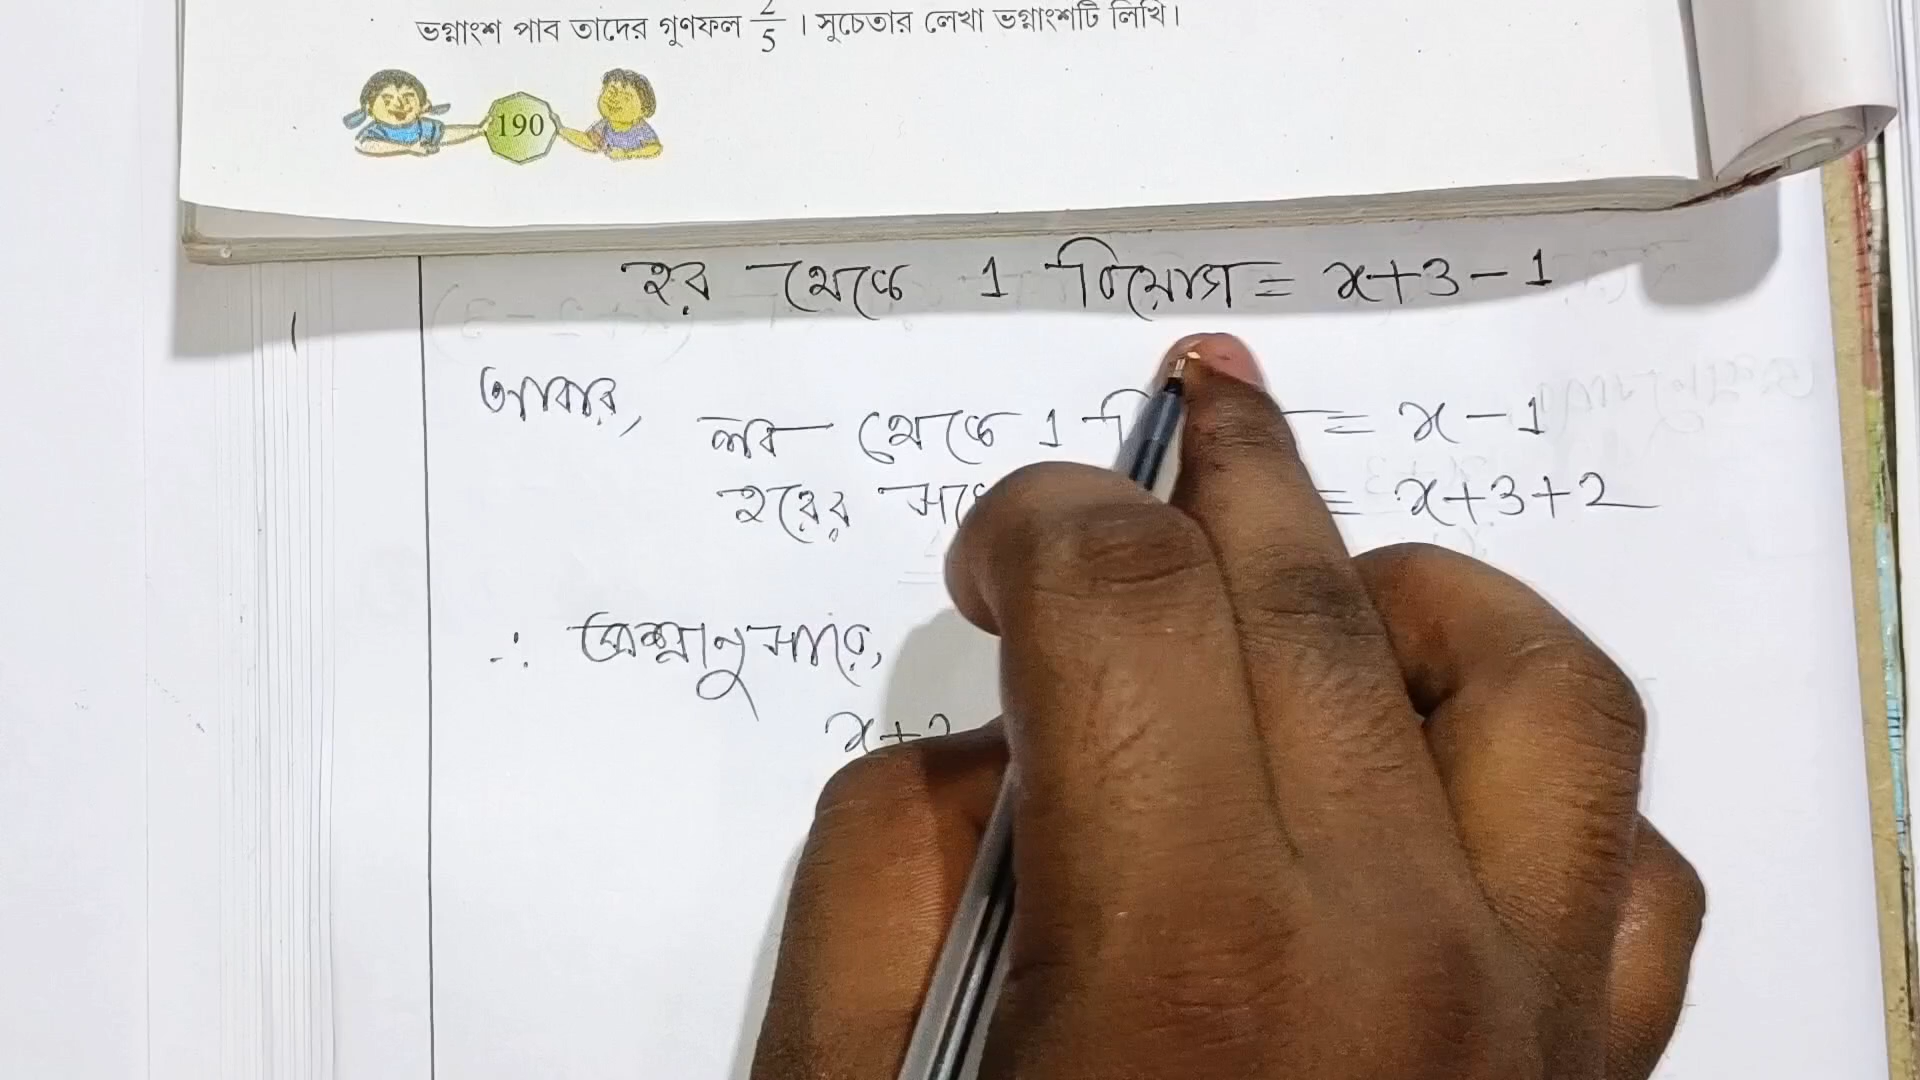 ভগ্নাংশ পাব তাদের গুণফল 2/5 । সুচেতার লেখা ভগ্নাংশটি লিখি।
190
হর থেকে 1 বিয়োগ = x+3-1
আবার, লব থেকে 1 = x-1
হরের = x+3+2
∴ প্রশ্নানুসারে,
x+2